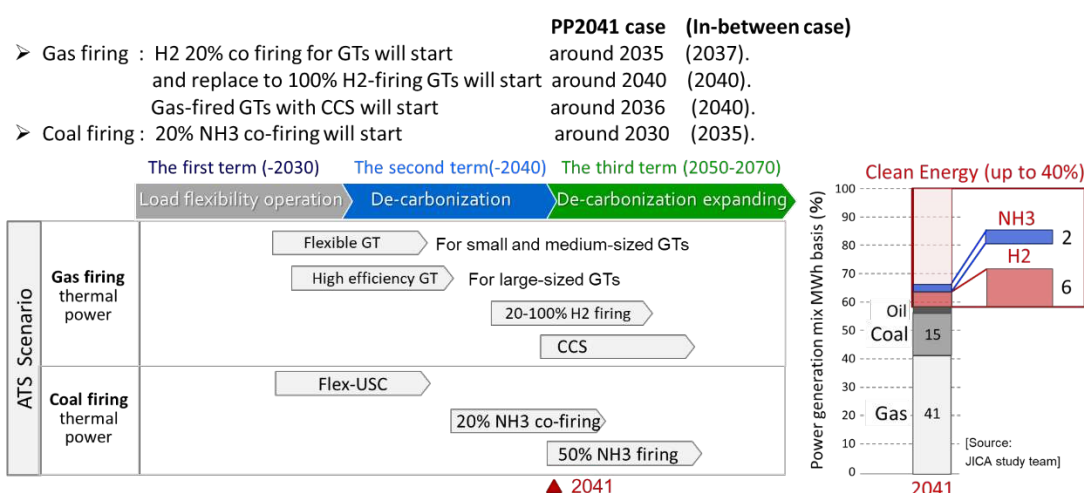 PP2041 case (In-between case)
➢ Gas firing : H2 20% co firing for GTs will start around 2035 (2037).
and replace to 100% H2-firing GTs will start around 2040 (2040).
Gas-fired GTs with CCS will start around 2036 (2040).
➢ Coal firing : 20% NH3 co-firing will start around 2030 (2035).
The first term (-2030) The second term(-2040) The third term (2050-2070)
Load flexibility operation De-carbonization De-carbonization expanding
ATS Scenario
Gas firing
thermal
power
Flexible GT For small and medium-sized GTs
High efficiency GT For large-sized GTs
20-100% H2 firing
CCS
Coal firing
thermal
power
Flex-USC
20% NH3 co-firing
50% NH3 firing
▲ 2041
Clean Energy (up to 40%)
Power generation mix MWh basis (%)
100
90
80
70
60
50
40
30
20
10
0
NH3
2
H2
6
Oil
Coal 15
Gas 41
[Source:
JICA study team]
2041